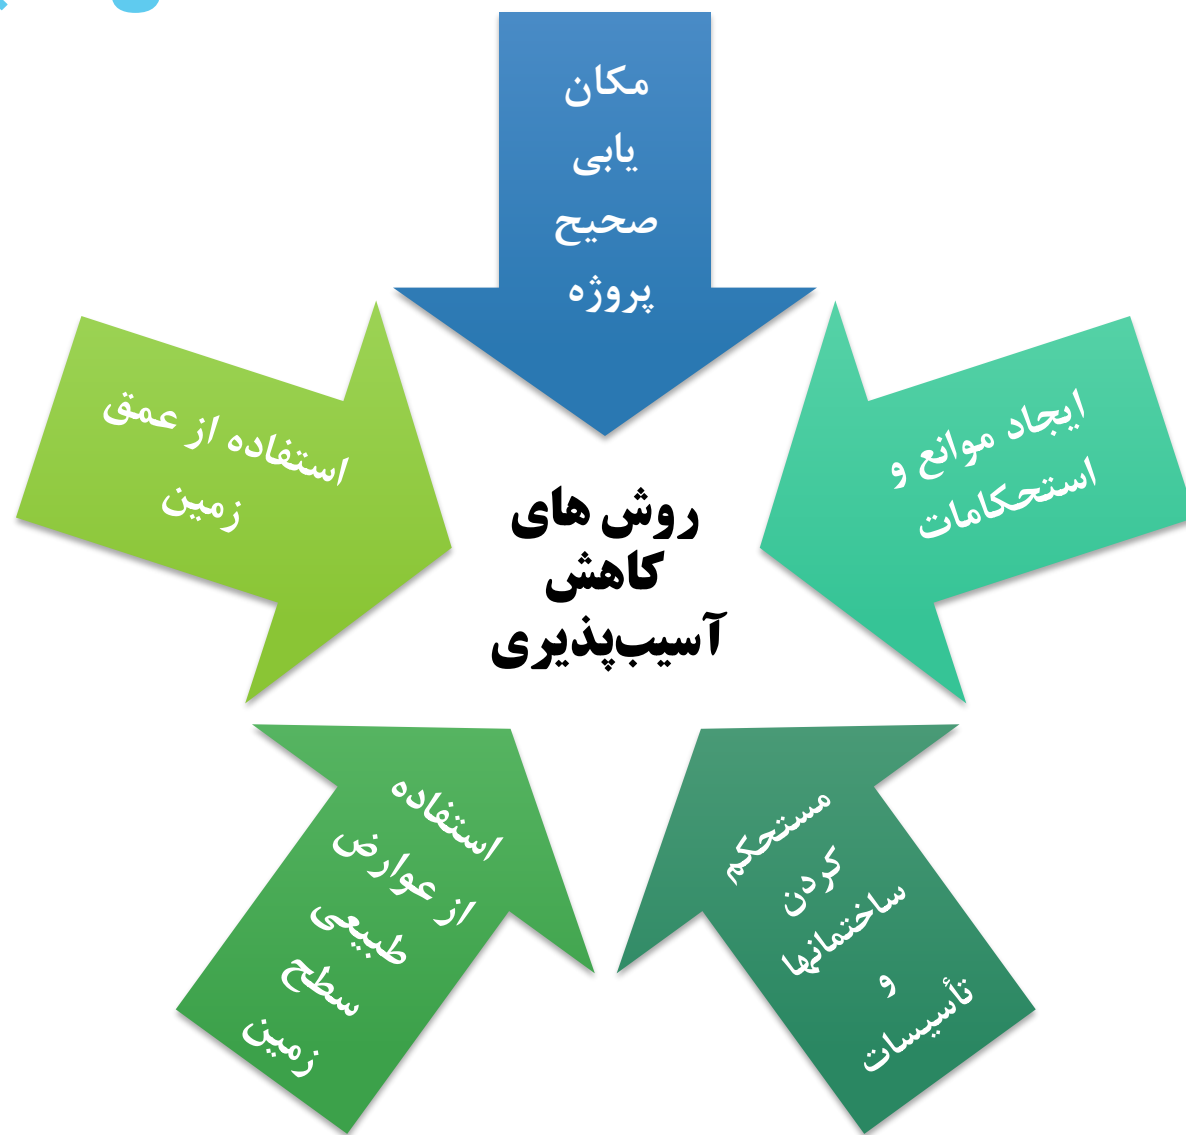 مکان
یابی
صحیح
پروژه
ایجاد موانع و
استحکامات
مستحکم
کردن
ساختمانها
و
تأسیسات
استفاده
از عوارض
طبیعی
سطح
زمین
استفاده از عمق
زمین
روش های
کاهش
آسیب‌پذیری